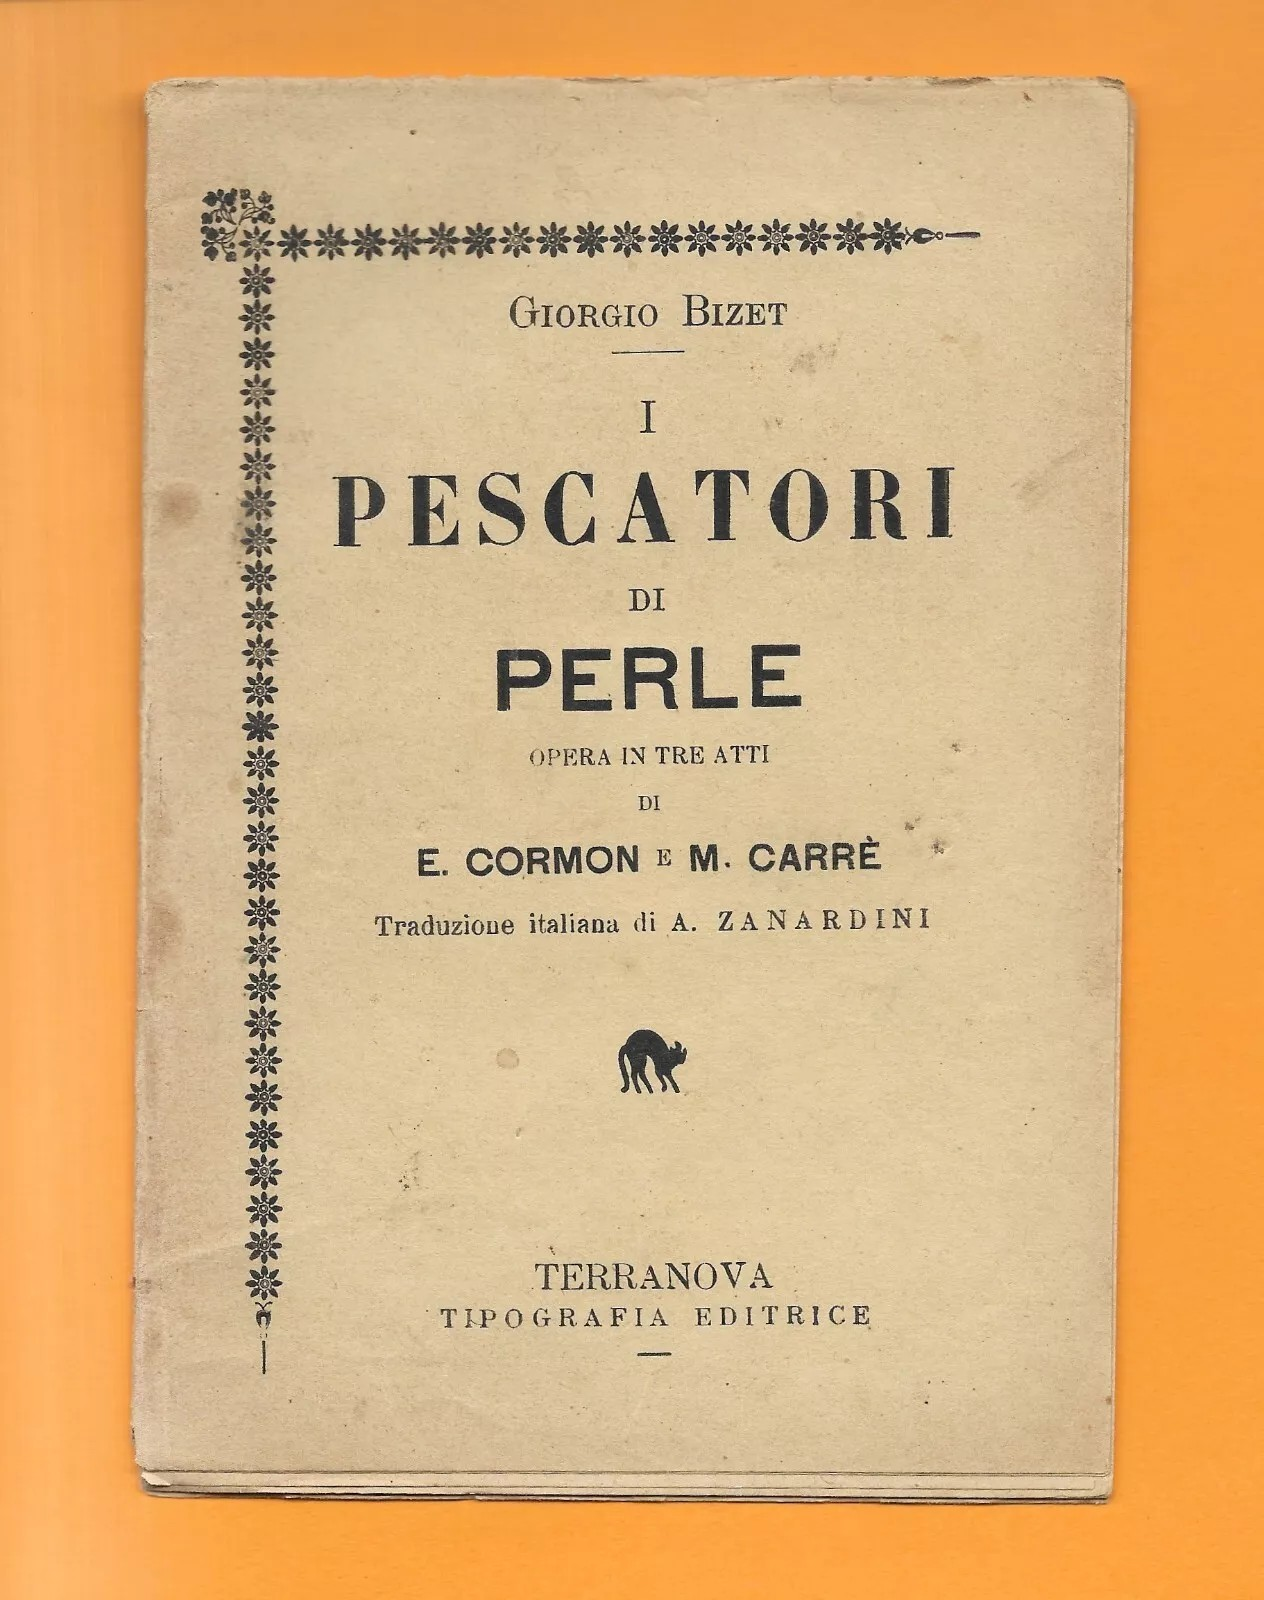 GIORGIO BIZET
I
PESCATORI
DI
PERLE
OPERA IN TRE ATTI
DI
E. CORMON E M. CARRÈ
Traduzione italiana di A. ZANARDINI
TERRANOVA
TIPOGRAFIA EDITRICE